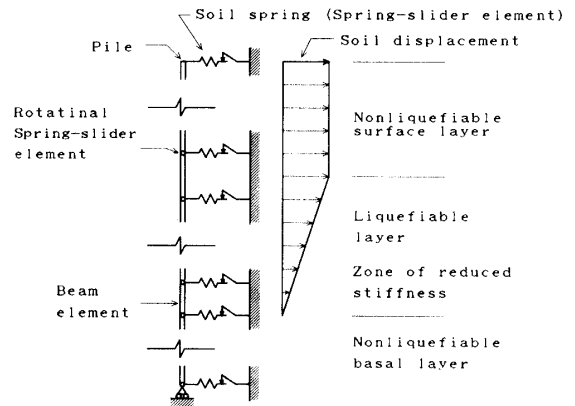 Soil spring (Spring-slider element)
Pile
Soil displacement
Rotatinal
Spring-slider
element
Nonliquefiable
surface layer
Liquefiable
layer
Zone of reduced
stiffness
Beam
element
Nonliquefiable
basal layer